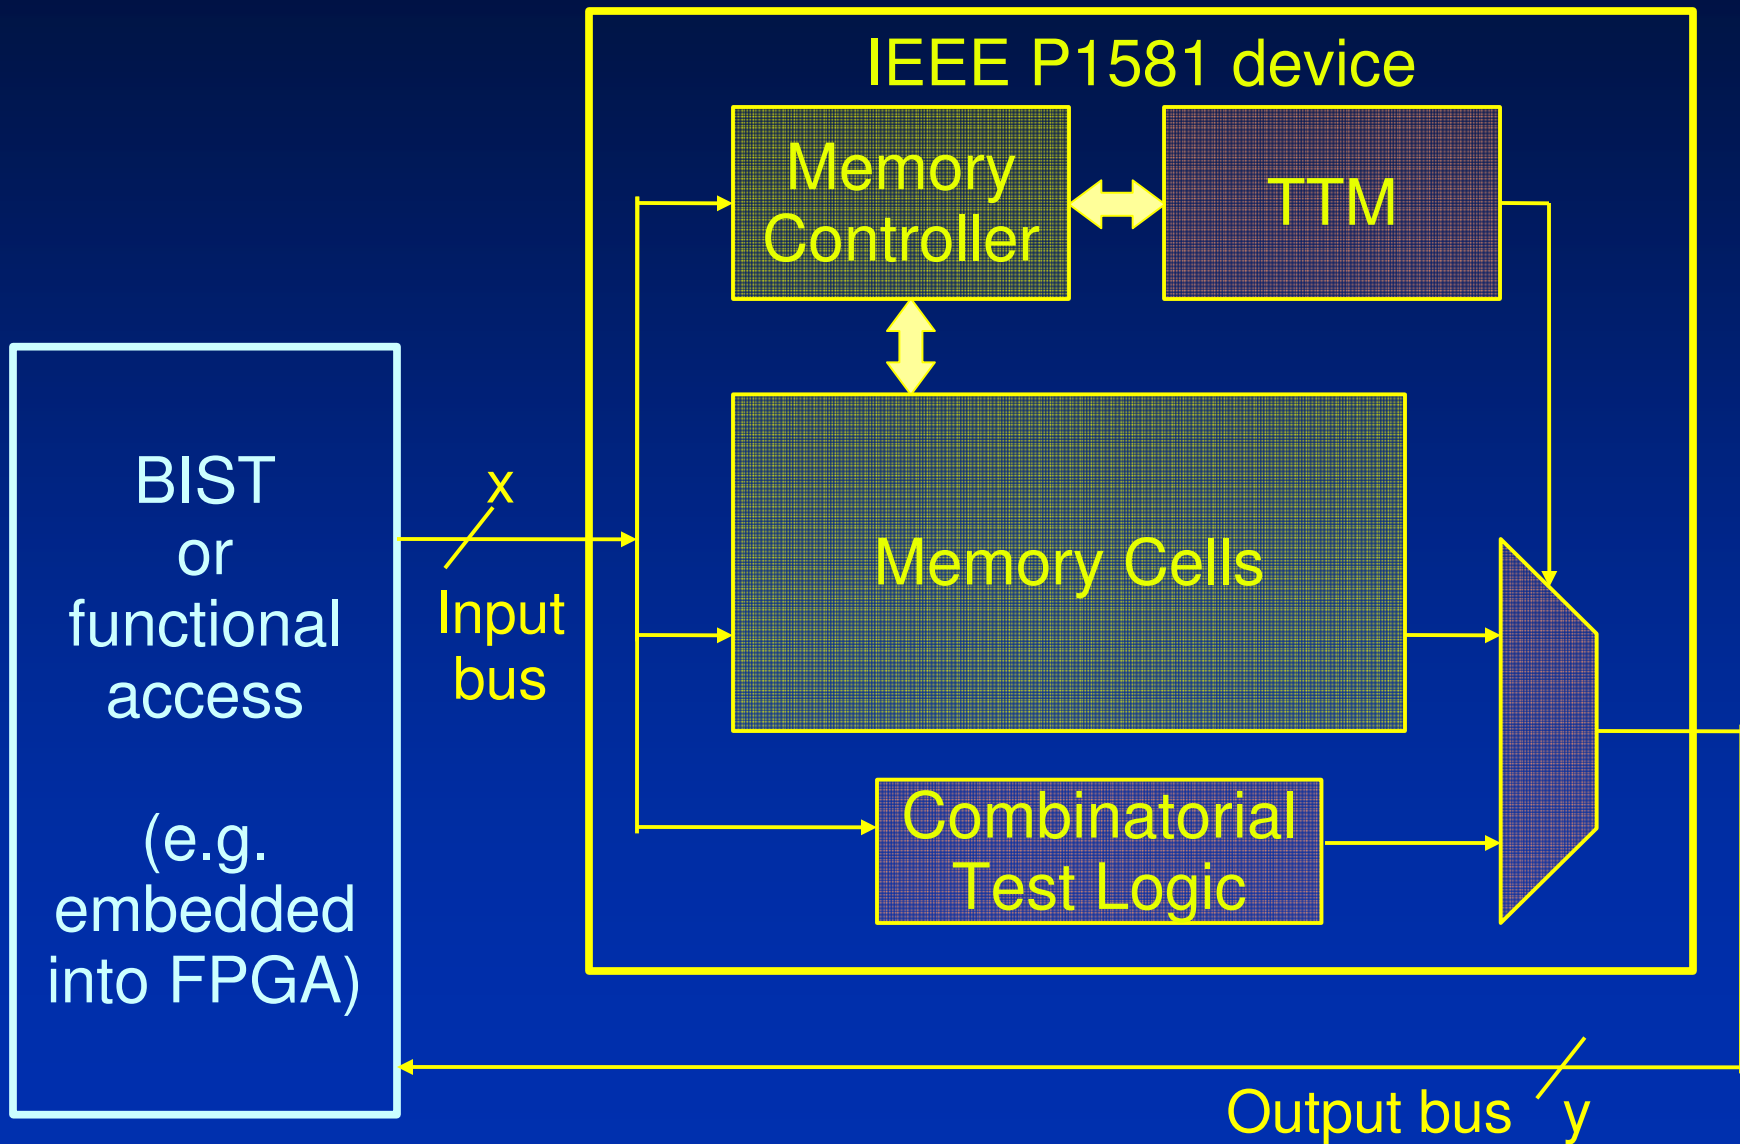 IEEE P1581 device
Memory
Controller
TTM
BIST
or
functional
access
(e.g.
embedded
into FPGA)
x
Input
bus
Memory Cells
Combinatorial
Test Logic
Output bus y